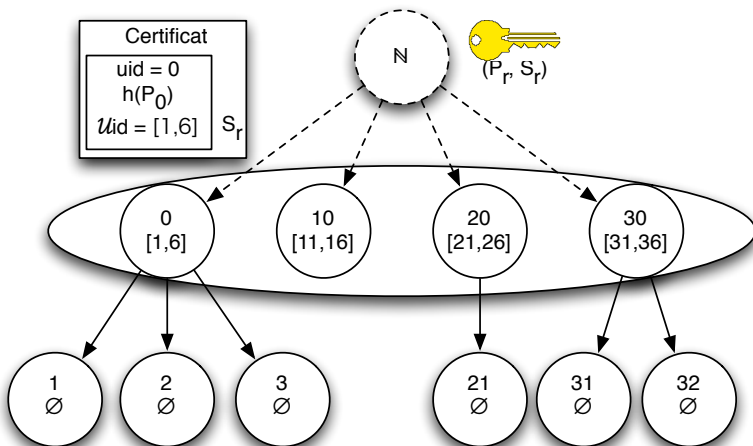 Certificat
uid = 0
h(P0)
𝒰id = [1,6]
Sr
ℕ
(Pr, Sr)
0
[1,6]
10
[11,16]
20
[21,26]
30
[31,36]
1
∅
2
∅
3
∅
21
∅
31
∅
32
∅